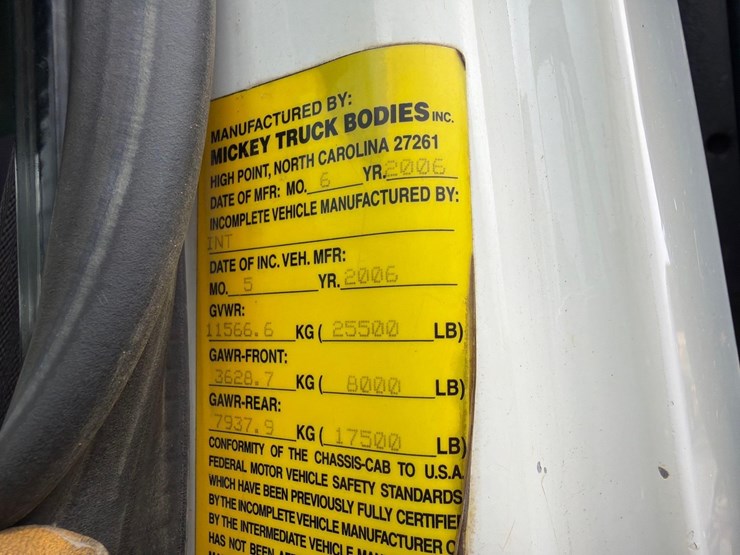 MANUFACTURED BY:
MICKEY TRUCK BODIES INC.
HIGH POINT, NORTH CAROLINA 27261
DATE OF MFR: MO. 6 YR. 2006
INCOMPLETE VEHICLE MANUFACTURED BY:
INT
DATE OF INC. VEH. MFR:
MO. 5 YR. 2006
GVWR:
11566.6 KG ( 25500 LB)
GAWR-FRONT:
3628.7 KG ( 8000 LB)
GAWR-REAR:
7937.9 KG ( 17500 LB)
CONFORMITY OF THE CHASSIS-CAB TO U.S.A.
FEDERAL MOTOR VEHICLE SAFETY STANDARDS
WHICH HAVE BEEN PREVIOUSLY FULLY CERTIFIE
BY THE INCOMPLETE VEHICLE MANUFACTURER O
BY THE INTERMEDIATE VEHICLE
HAS NOT BEEN